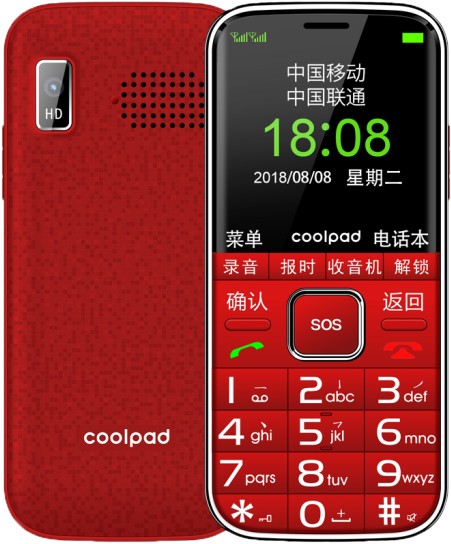 HD
coolpad
中国移动
中国联通
18:08
2018/08/08 星期二
菜单 coolpad 电话本
录音 报时 收音机 解锁
确认 SOS 返回
1 2abc 3def
4ghi 5jkl 6mno
7pqrs 8tuv 9wxyz
* 0 #